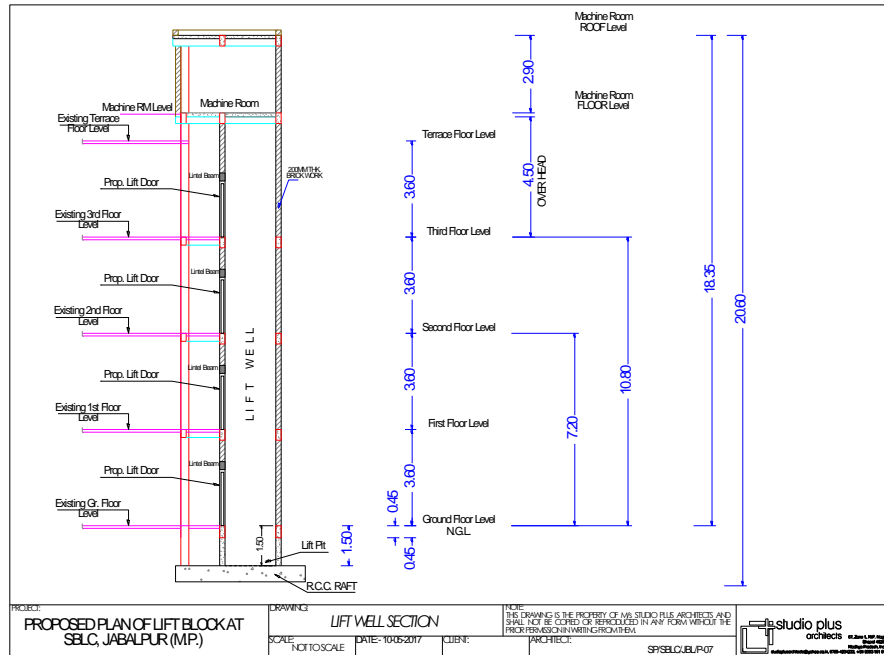 Machine Room
ROOF Level
Machine Room
FLOOR Level
2.90
Machine RM Level
Machine Room
Existing Terrace
Floor Level
Terrace Floor Level
4.50
OVER HEAD
Lintel Beam
200MM THK.
BRICK WORK
Prop. Lift Door
3.60
Existing 3rd Floor
Level
Third Floor Level
Lintel Beam
Prop. Lift Door
3.60
18.35
20.60
Existing 2nd Floor
Level
Second Floor Level
LIFT WELL
Lintel Beam
Prop. Lift Door
3.60
10.80
Existing 1st Floor
Level
First Floor Level
7.20
Lintel Beam
Prop. Lift Door
3.60
0.45
Existing Gr. Floor
Level
Ground Floor Level
N.G.L.
1.50
1.50
0.45
Lift Pit
R.C.C. RAFT
PROJECT:
PROPOSED PLAN OF LIFT BLOCK AT
SBLC, JABALPUR (M.P.)
DRAWING:
LIFT WELL SECTION
SCALE:
NOT TO SCALE
DATE:- 10-05-2017
CLIENT:
NOTE:
THIS DRAWING IS THE PROPERTY OF M/s STUDIO PLUS ARCHITECTS AND
SHALL NOT BE COPIED OR REPRODUCED IN ANY FORM WITHOUT THE
PRIOR PERMISSION IN WRITING FROM THEM.
ARCHITECT:
SP/SBLC/JBL/P-07
studio plus
architects